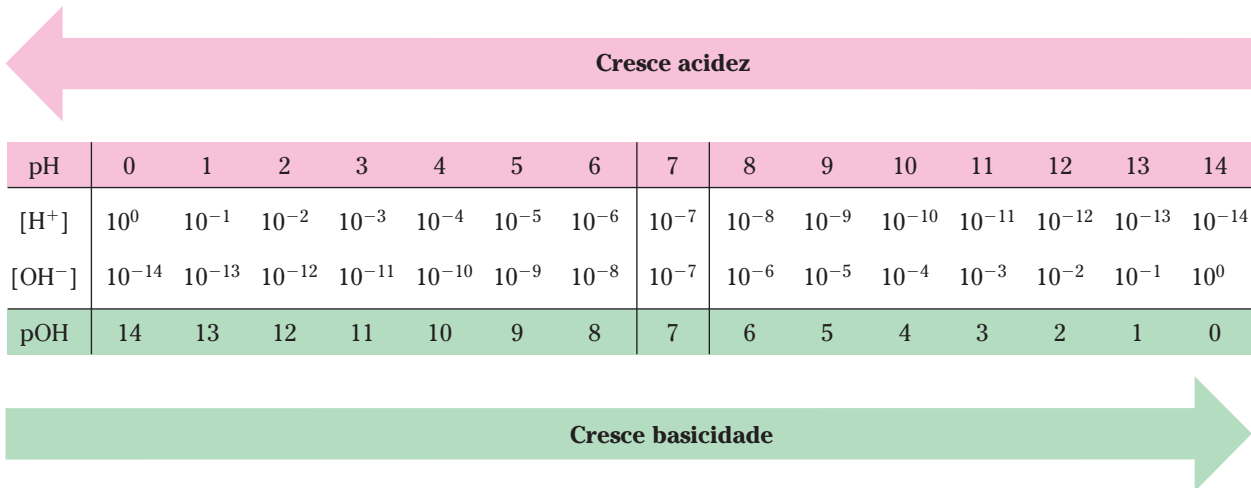 Cresce acidez
pH 0 1 2 3 4 5 6 7 8 9 10 11 12 13 14
[H⁺] 10⁰ 10⁻¹ 10⁻² 10⁻³ 10⁻⁴ 10⁻⁵ 10⁻⁶ 10⁻⁷ 10⁻⁸ 10⁻⁹ 10⁻¹⁰ 10⁻¹¹ 10⁻¹² 10⁻¹³ 10⁻¹⁴
[OH⁻] 10⁻¹⁴ 10⁻¹³ 10⁻¹² 10⁻¹¹ 10⁻¹⁰ 10⁻⁹ 10⁻⁸ 10⁻⁷ 10⁻⁶ 10⁻⁵ 10⁻⁴ 10⁻³ 10⁻² 10⁻¹ 10⁰
pOH 14 13 12 11 10 9 8 7 6 5 4 3 2 1 0
Cresce basicidade